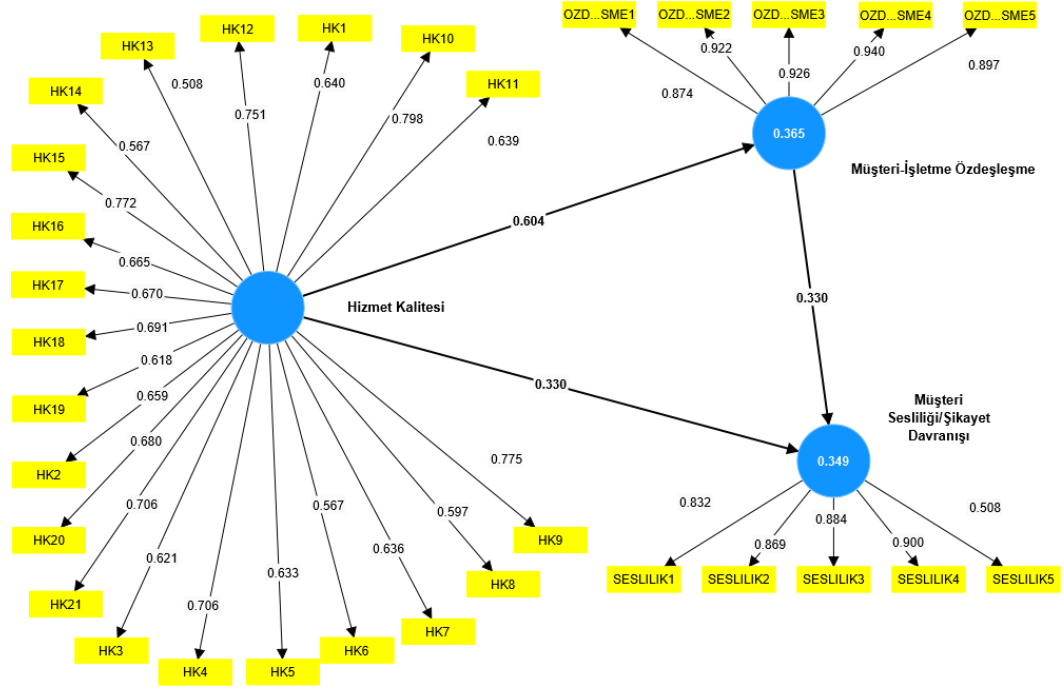 OZD...SME1
OZD...SME2
OZD...SME3
OZD...SME4
OZD...SME5
HK12
HK1
HK10
HK13
HK11
HK14
HK15
HK16
HK17
HK18
HK19
HK2
HK20
HK21
HK3
HK4
HK5
HK6
HK7
HK8
HK9
0.508
0.751
0.640
0.798
0.639
0.567
0.772
0.665
0.670
0.691
0.618
0.659
0.680
0.706
0.621
0.706
0.633
0.567
0.636
0.597
0.775
Hizmet Kalitesi
0.604
0.330
0.330
0.874
0.922
0.926
0.940
0.897
0.365
Müşteri-İşletme Özdeşleşme
Müşteri
Sesliliği/Şikayet
Davranışı
0.349
0.832
0.869
0.884
0.900
0.508
SESLILIK1
SESLILIK2
SESLILIK3
SESLILIK4
SESLILIK5